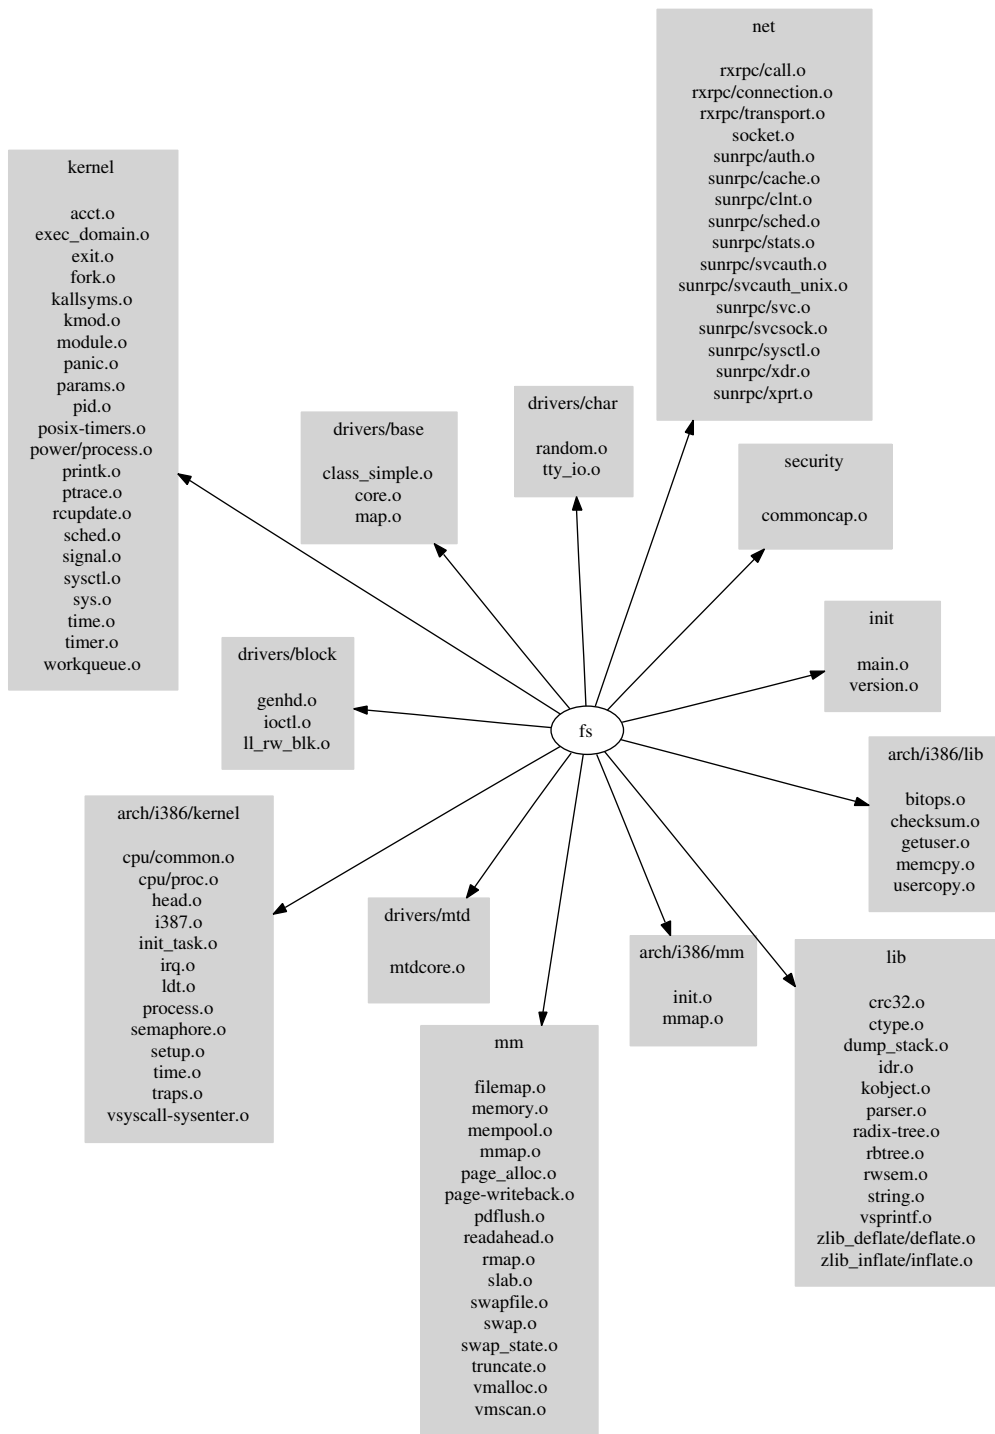 net
rxrpc/call.o
rxrpc/connection.o
rxrpc/transport.o
socket.o
sunrpc/auth.o
sunrpc/cache.o
sunrpc/clnt.o
sunrpc/sched.o
sunrpc/stats.o
sunrpc/svcauth.o
sunrpc/svcauth_unix.o
sunrpc/svc.o
sunrpc/svcsock.o
sunrpc/sysctl.o
sunrpc/xdr.o
sunrpc/xprt.o
kernel
acct.o
exec_domain.o
exit.o
fork.o
kallsyms.o
kmod.o
module.o
panic.o
params.o
pid.o
posix-timers.o
power/process.o
printk.o
ptrace.o
rcupdate.o
sched.o
signal.o
sysctl.o
sys.o
time.o
timer.o
workqueue.o
drivers/base
class_simple.o
core.o
map.o
drivers/char
random.o
tty_io.o
security
commoncap.o
init
main.o
version.o
drivers/block
genhd.o
ioctl.o
ll_rw_blk.o
fs
arch/i386/lib
bitops.o
checksum.o
getuser.o
memcpy.o
usercopy.o
arch/i386/kernel
cpu/common.o
cpu/proc.o
head.o
i387.o
init_task.o
irq.o
ldt.o
process.o
semaphore.o
setup.o
time.o
traps.o
vsyscall-sysenter.o
drivers/mtd
mtdcore.o
arch/i386/mm
init.o
mmap.o
lib
crc32.o
ctype.o
dump_stack.o
idr.o
kobject.o
parser.o
radix-tree.o
rbtree.o
rwsem.o
string.o
vsprintf.o
zlib_deflate/deflate.o
zlib_inflate/inflate.o
mm
filemap.o
memory.o
mempool.o
mmap.o
page_alloc.o
page-writeback.o
pdflush.o
readahead.o
rmap.o
slab.o
swapfile.o
swap.o
swap_state.o
truncate.o
vmalloc.o
vmscan.o